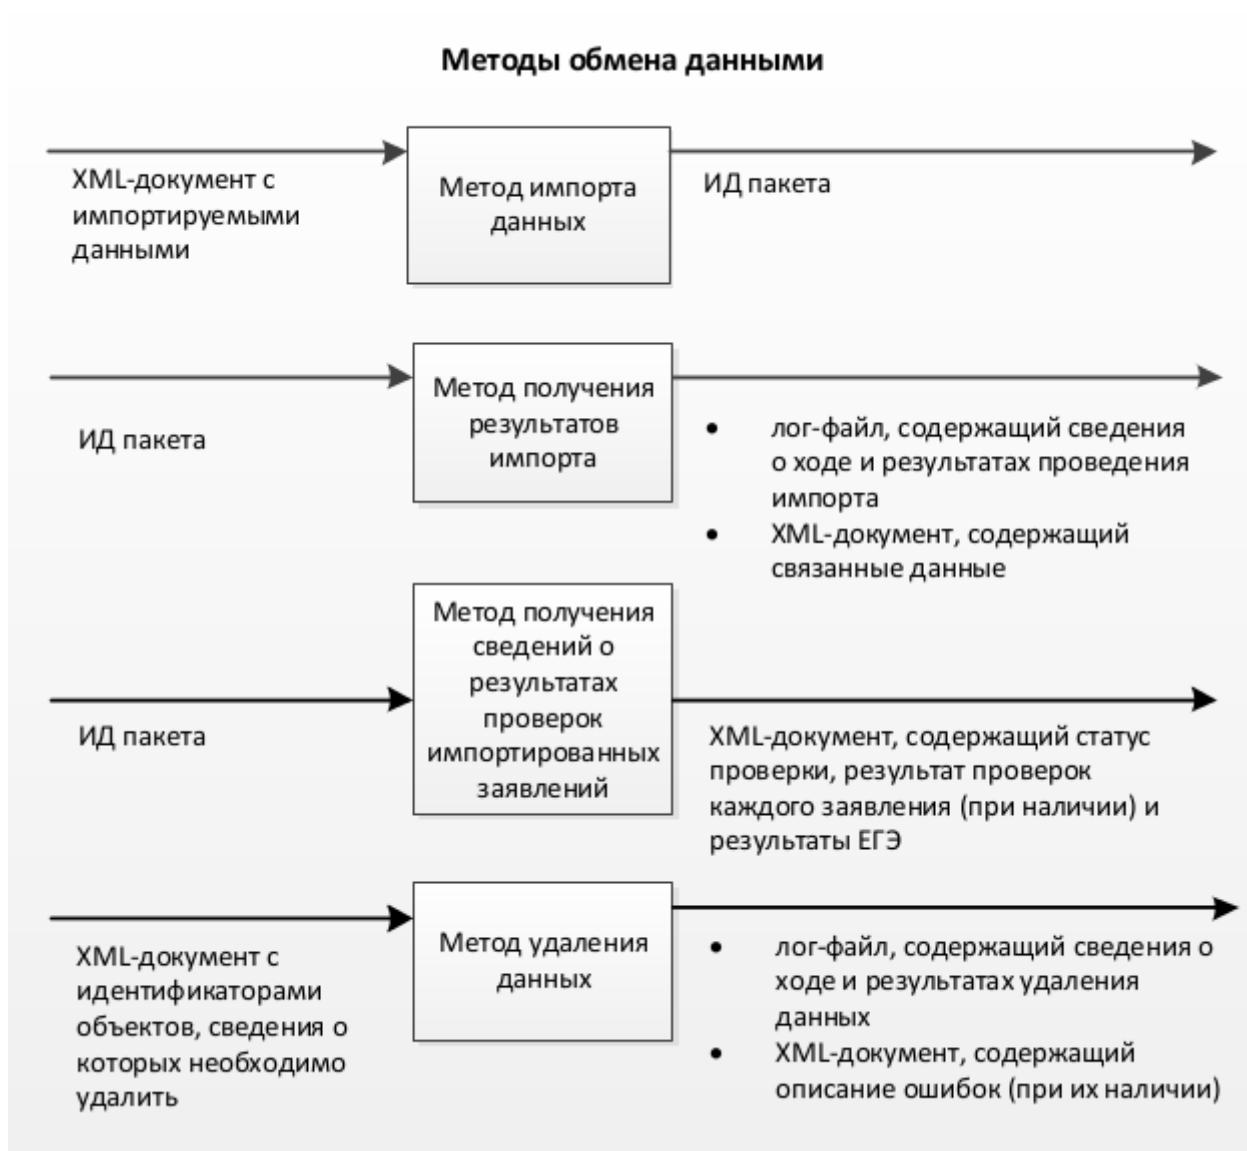 Методы обмена данными
XML-документ с
импортируемыми
данными
Метод импорта
данных
ИД пакета
ИД пакета
Метод получения
результатов
импорта
• лог-файл, содержащий сведения
о ходе и результатах проведения
импорта
• XML-документ, содержащий
связанные данные
ИД пакета
Метод получения
сведений о
результатах
проверок
импортированных
заявлений
XML-документ, содержащий статус
проверки, результат проверок
каждого заявления (при наличии) и
результаты ЕГЭ
XML-документ с
идентификаторами
объектов, сведения о
которых необходимо
удалить
Метод удаления
данных
• лог-файл, содержащий сведения о
ходе и результатах удаления
данных
• XML-документ, содержащий
описание ошибок (при их наличии)